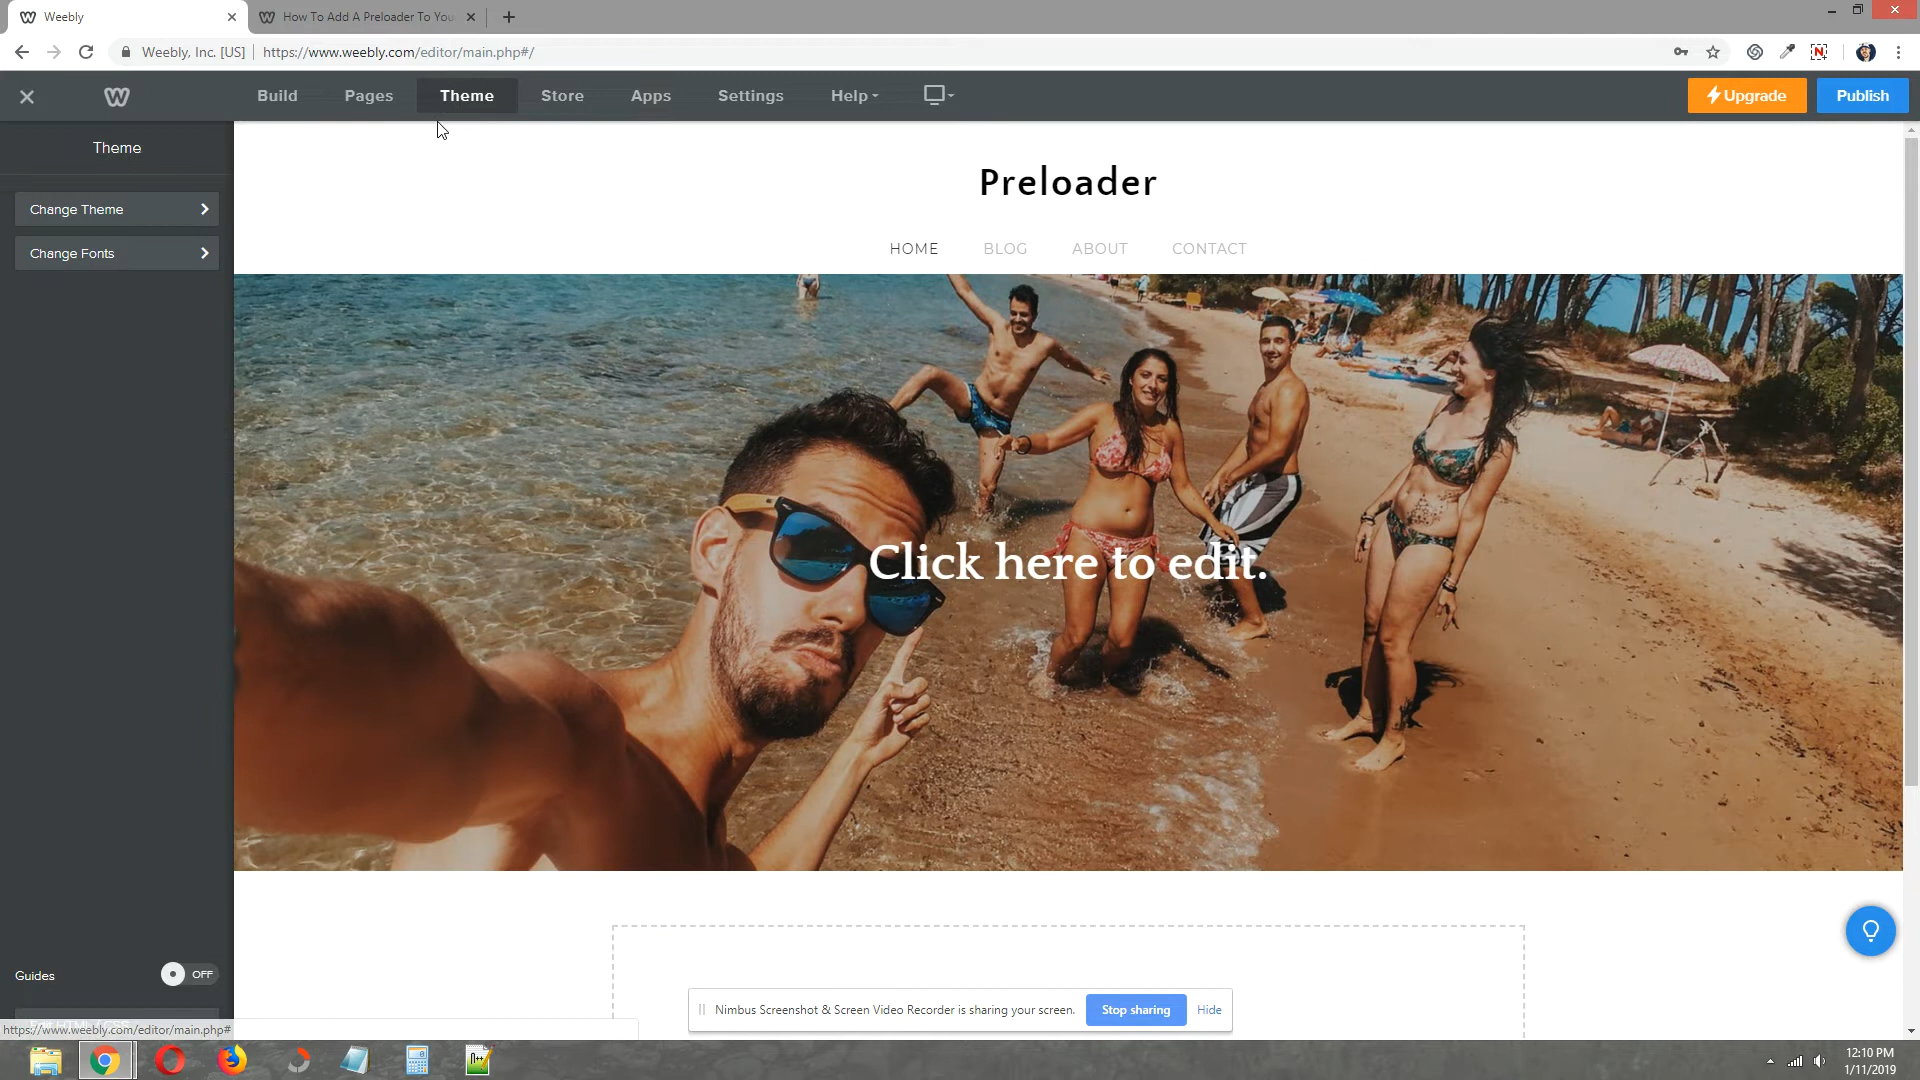 Weebly
How To Add A Preloader To You
Weebly, Inc. [US]
https://www.weebly.com/editor/main.php#/
Build
Pages
Theme
Store
Apps
Settings
Help
Upgrade
Publish
Theme
Change Theme
Change Fonts
Preloader
HOME
BLOG
ABOUT
CONTACT
Click here to edit.
Guides
OFF
https://www.weebly.com/editor/main.php#
Nimbus Screenshot & Screen Video Recorder is sharing your screen.
Stop sharing
Hide
12:10 PM
1/11/2019